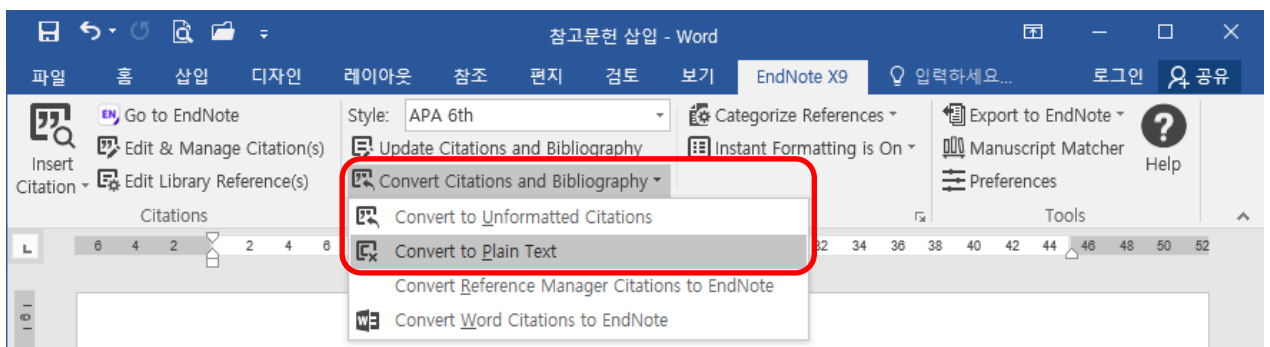 참고문헌 삽입 - Word
파일 홈 삽입 디자인 레이아웃 참조 편지 검토 보기 EndNote X9 입력하세요... 로그인 공유
Insert Citation
EN Go to EndNote
Edit & Manage Citation(s)
Edit Library Reference(s)
Citations
Style: APA 6th
Update Citations and Bibliography
Convert Citations and Bibliography
Convert to Unformatted Citations
Convert to Plain Text
Convert Reference Manager Citations to EndNote
Convert Word Citations to EndNote
Categorize References
Instant Formatting is On
Export to EndNote
Manuscript Matcher
Preferences
Help
Tools
L 6 4 2 2 4 6 32 34 36 38 40 42 44 46 48 50 52